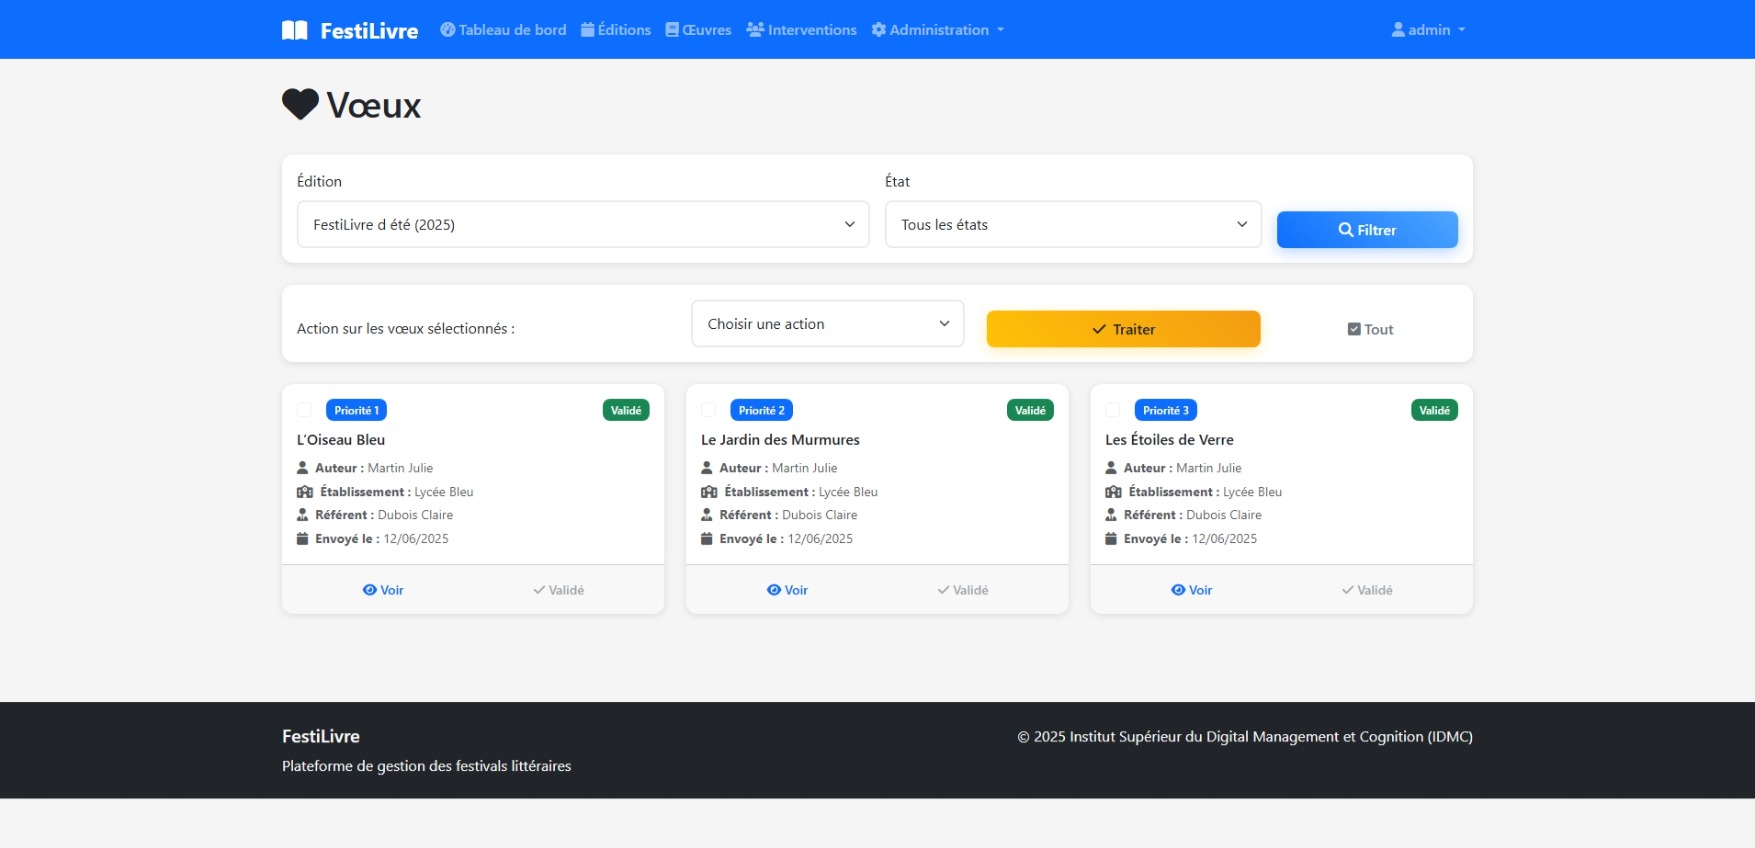 FestiLivre Tableau de bord Éditions Œuvres Interventions Administration admin
Vœux
Édition État
FestiLivre d été (2025) Tous les états Filtrer
Action sur les vœux sélectionnés : Choisir une action Traiter Tout
Priorité 1 Validé
L'Oiseau Bleu
Auteur : Martin Julie
Établissement : Lycée Bleu
Référent : Dubois Claire
Envoyé le : 12/06/2025
Voir Validé
Priorité 2 Validé
Le Jardin des Murmures
Auteur : Martin Julie
Établissement : Lycée Bleu
Référent : Dubois Claire
Envoyé le : 12/06/2025
Voir Validé
Priorité 3 Validé
Les Étoiles de Verre
Auteur : Martin Julie
Établissement : Lycée Bleu
Référent : Dubois Claire
Envoyé le : 12/06/2025
Voir Validé
FestiLivre
Plateforme de gestion des festivals littéraires
© 2025 Institut Supérieur du Digital Management et Cognition (IDMC)